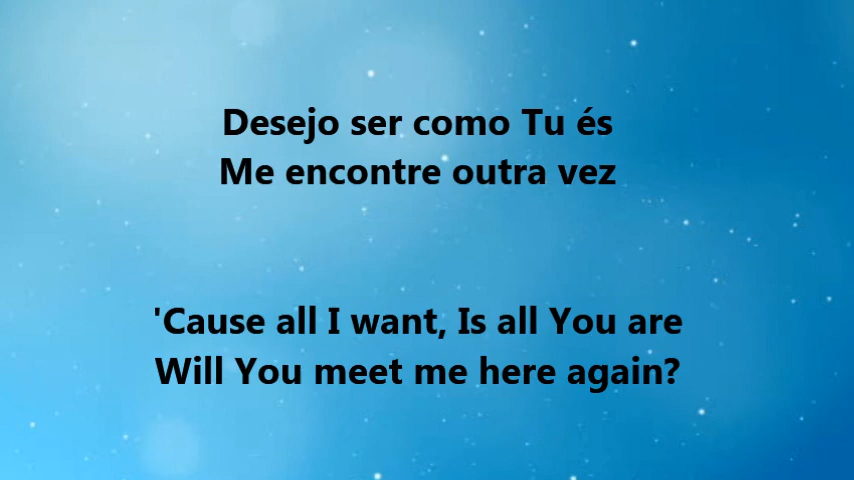 Desejo ser como Tu és
Me encontre outra vez
'Cause all I want, Is all You are
Will You meet me here again?